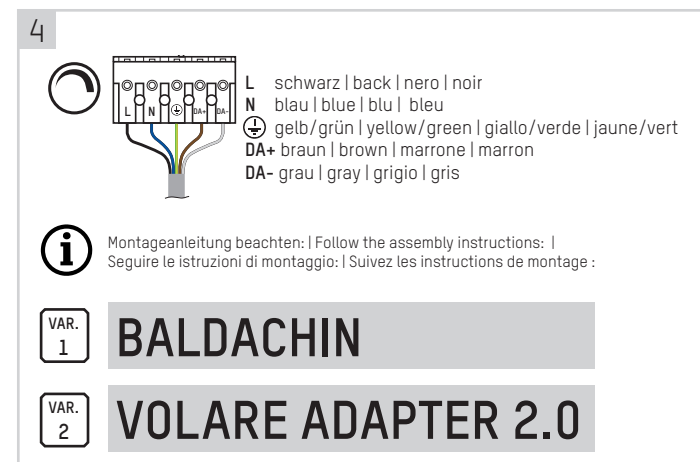 4
L N DA+ DA-
L schwarz | back | nero | noir
N blau | blue | blu | bleu
gelb/grün | yellow/green | giallo/verde | jaune/vert
DA+ braun | brown | marrone | marron
DA- grau | gray | grigio | gris
i
Montageanleitung beachten: | Follow the assembly instructions: |
Seguire le istruzioni di montaggio: | Suivez les instructions de montage :
VAR.
1
BALDACHIN
VAR.
2
VOLARE ADAPTER 2.0